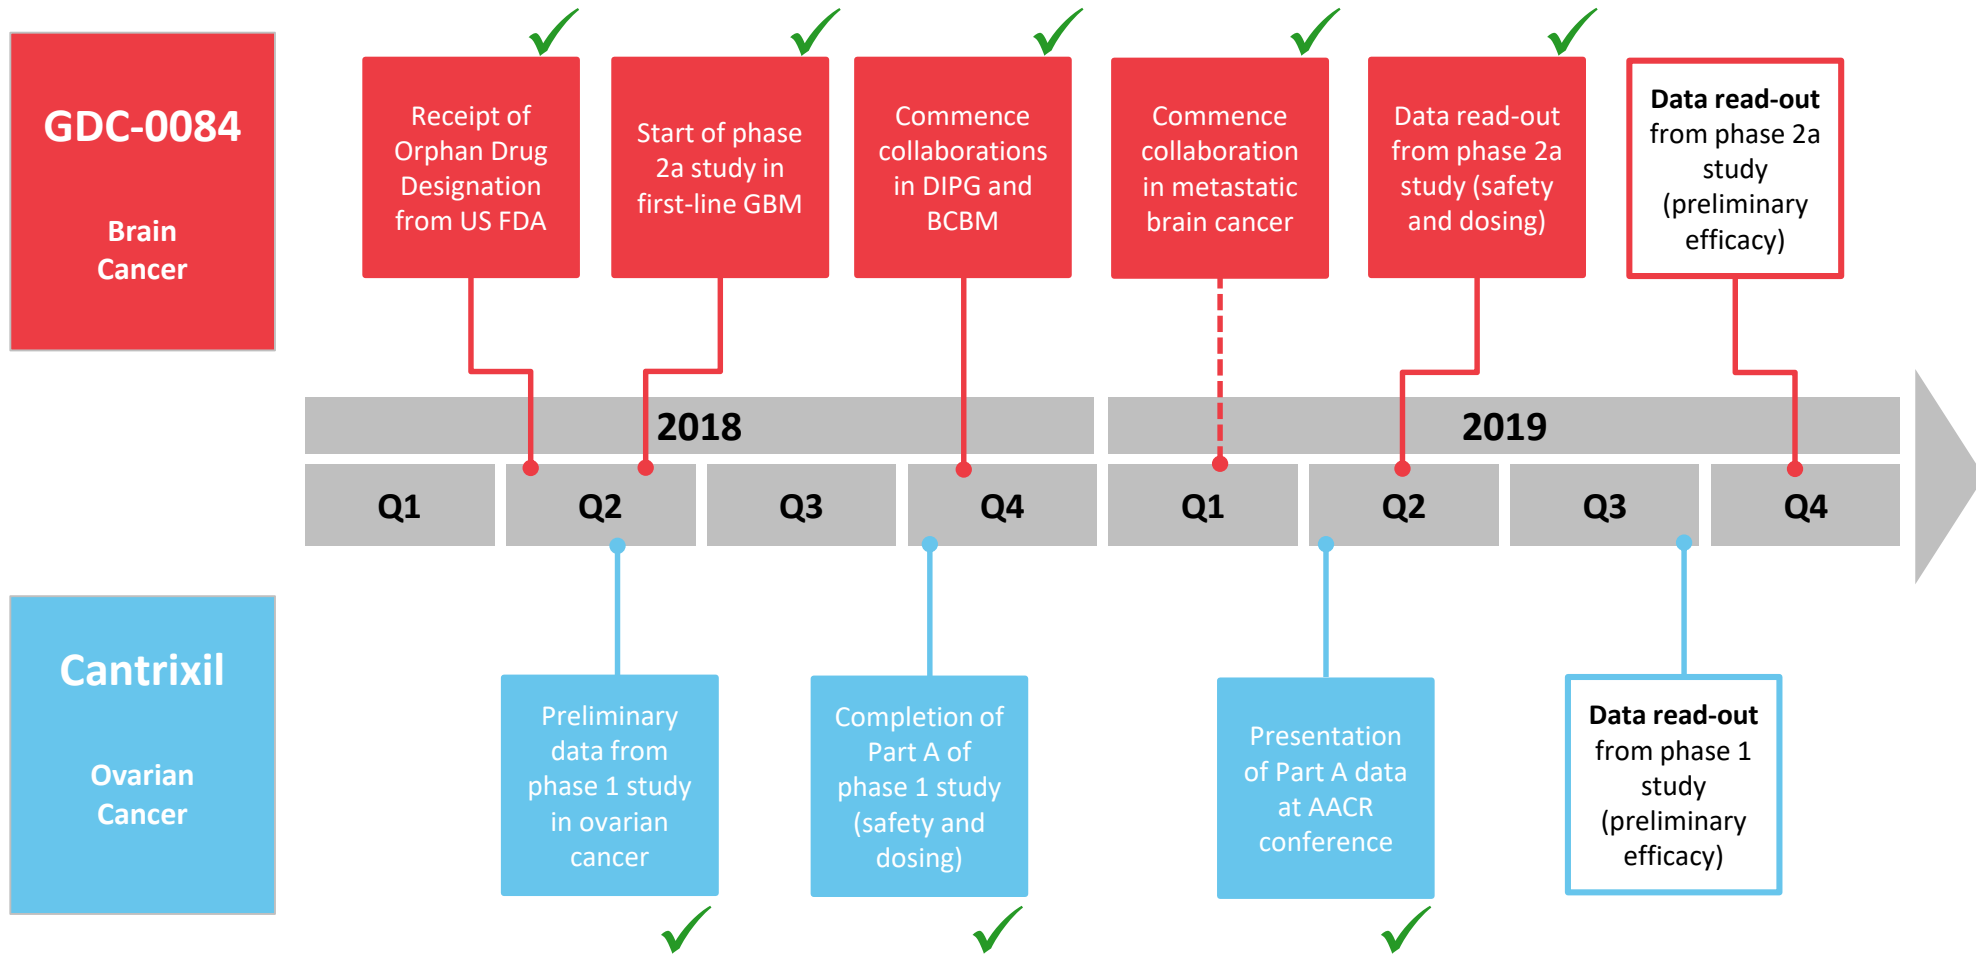 GDC-0084
Brain
Cancer
Receipt of
Orphan Drug
Designation
from US FDA
Start of phase
2a study in
first-line GBM
Commence
collaborations
in DIPG and
BCBM
Commence
collaboration
in metastatic
brain cancer
Data read-out
from phase 2a
study (safety
and dosing)
Data read-out
from phase 2a
study
(preliminary
efficacy)
2018
2019
Q1
Q2
Q3
Q4
Q1
Q2
Q3
Q4
Cantrixil
Ovarian
Cancer
Preliminary
data from
phase 1 study
in ovarian
cancer
Completion of
Part A of
phase 1 study
(safety and
dosing)
Presentation
of Part A data
at AACR
conference
Data read-out
from phase 1
study
(preliminary
efficacy)